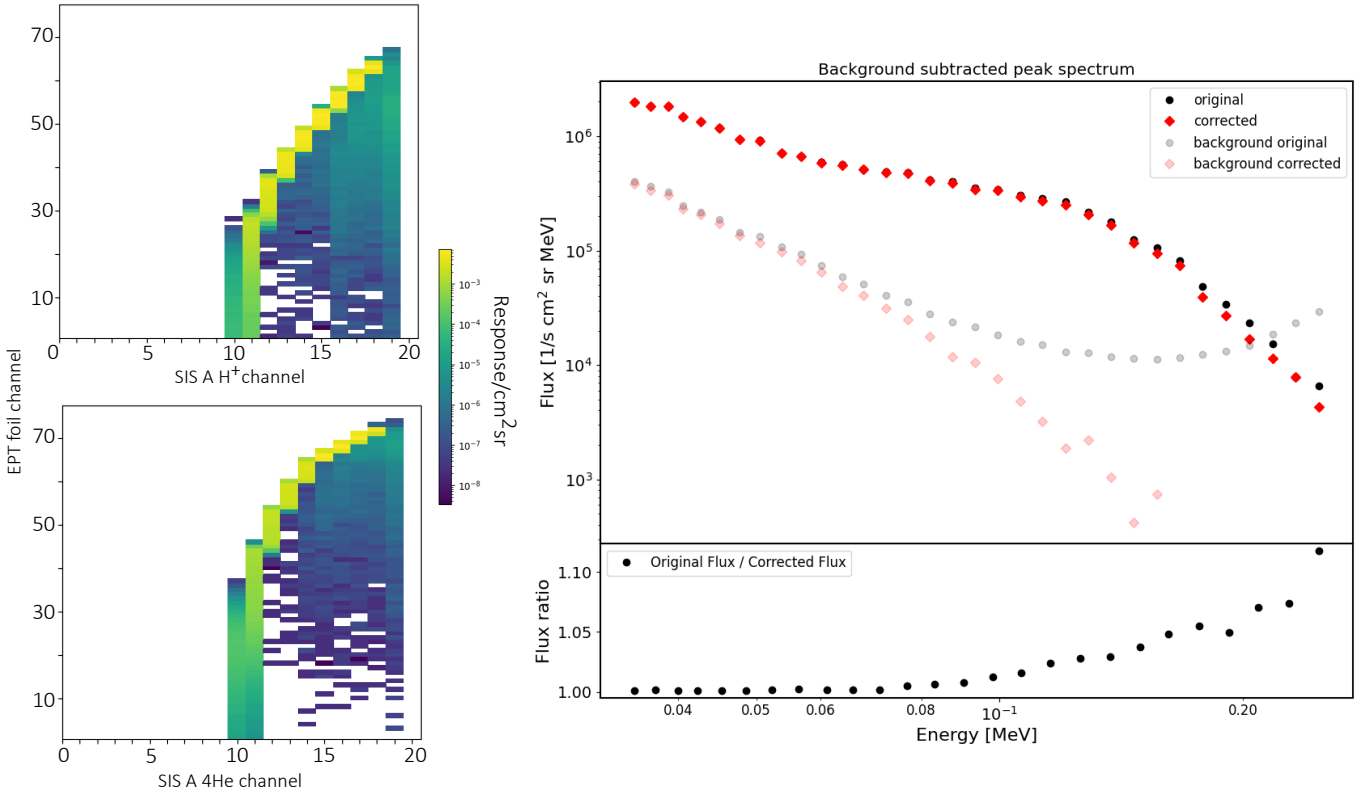 70
50
30
10
0
5
10
15
20
SIS A H⁺channel
EPT foil channel
70
50
30
10
0
5
10
15
20
SIS A 4He channel
10⁻³
10⁻⁴
10⁻⁵
10⁻⁶
10⁻⁷
10⁻⁸
Response/cm²sr
Background subtracted peak spectrum
original
corrected
background original
background corrected
10⁶
10⁵
10⁴
10³
Flux [1/s cm² sr MeV]
Original Flux / Corrected Flux
1.10
1.05
1.00
Flux ratio
0.04
0.05
0.06
0.08
10⁻¹
0.20
Energy [MeV]